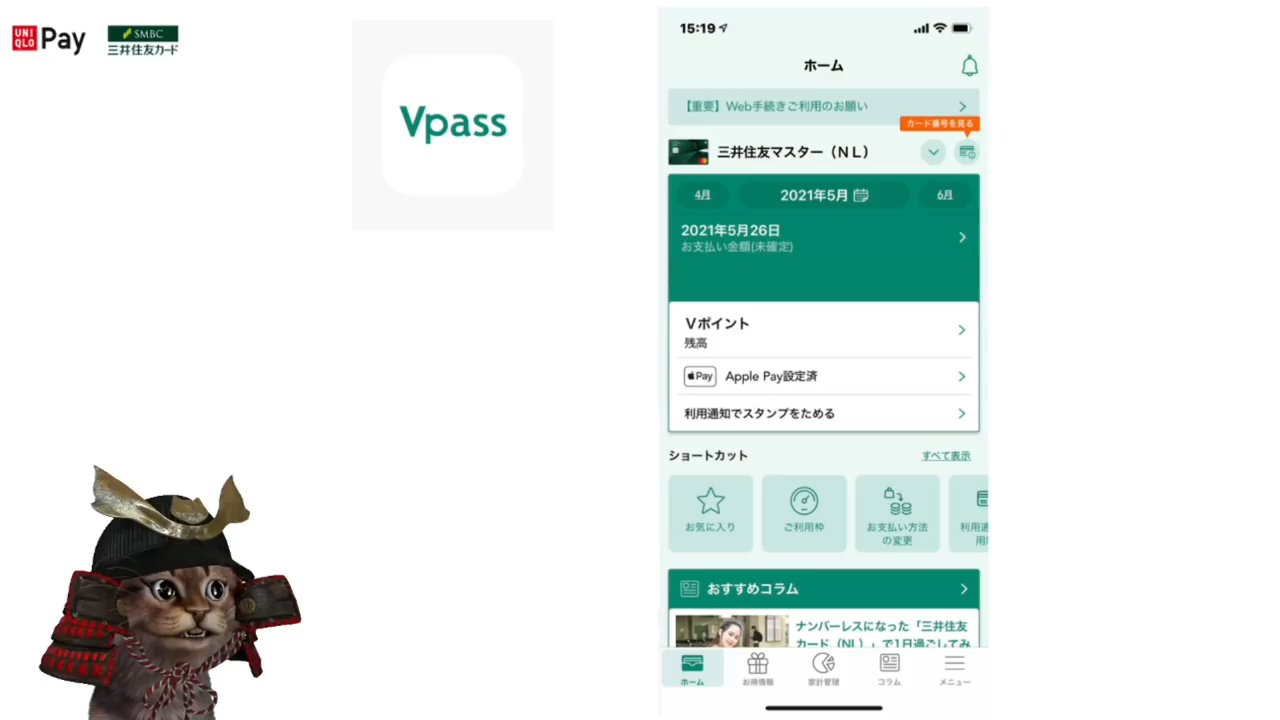 UNIQLO Pay
SMBC
三井住友カード
Vpass
15:19
ホーム
【重要】Web手続きご利用のお願い
カード番号を見る
三井住友マスター（ＮＬ）
4月
2021年5月
6月
2021年5月26日
お支払い金額(未確定)
Vポイント
残高
Pay
Apple Pay設定済
利用通知でスタンプをためる
ショートカット
すべて表示
お気に入り
ご利用枠
お支払い方法
の変更
利用通
用
おすすめコラム
ナンバーレスになった「三井住友
カード（NL）」で1日過ごしてみ
ホーム
お得情報
家計管理
コラム
メニュー